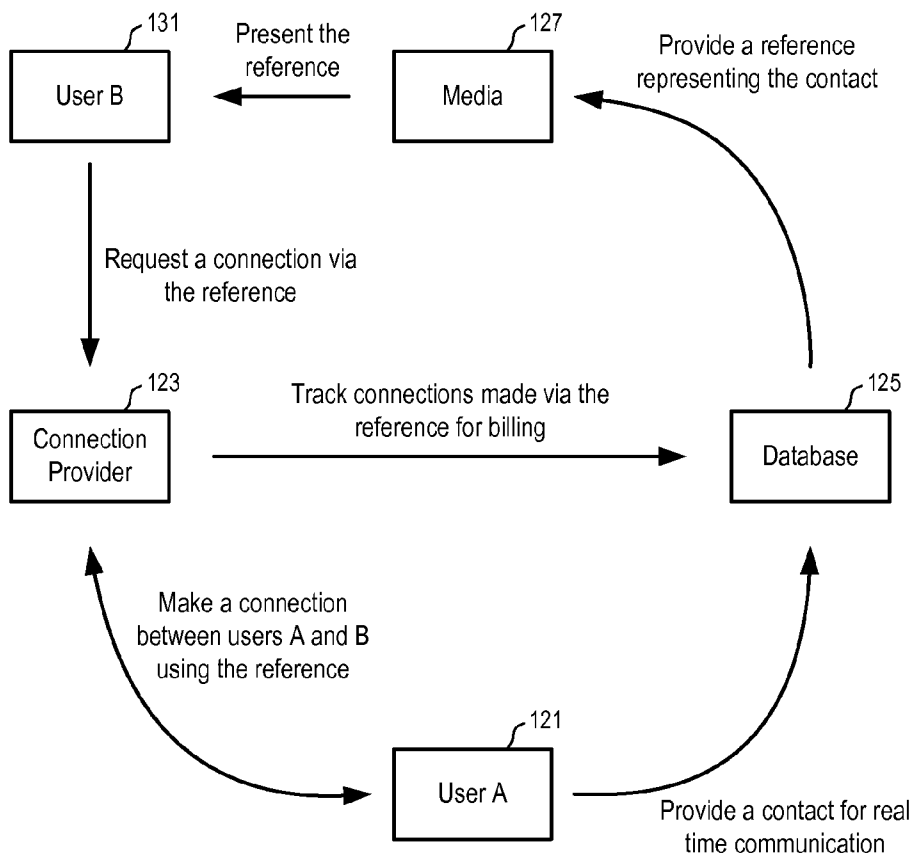 131
User B
Present the
reference
127
Media
Provide a reference
representing the contact
Request a connection via
the reference
123
Connection
Provider
Track connections made via the
reference for billing
125
Database
Make a connection
between users A and B
using the reference
121
User A
Provide a contact for real
time communication